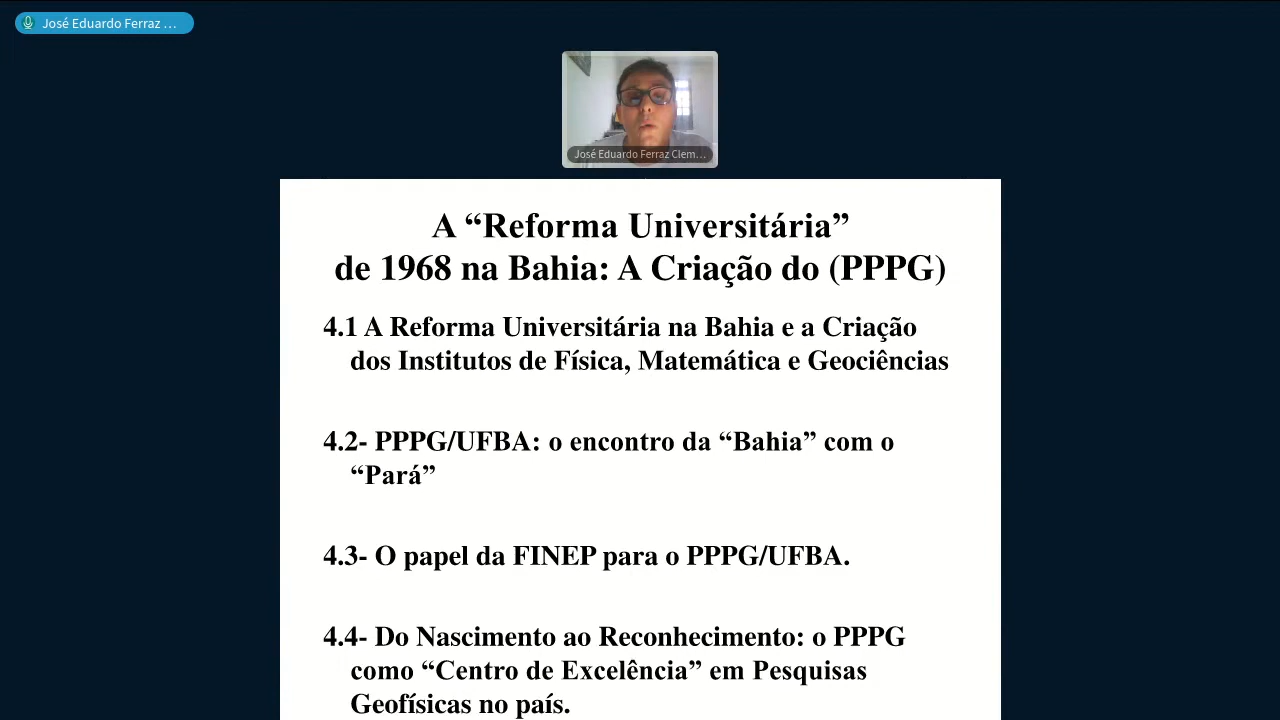 José Eduardo Ferraz ...
José Eduardo Ferraz Clem...
A “Reforma Universitária”
de 1968 na Bahia: A Criação do (PPPG)
4.1 A Reforma Universitária na Bahia e a Criação
dos Institutos de Física, Matemática e Geociências
4.2- PPPG/UFBA: o encontro da “Bahia” com o
“Pará”
4.3- O papel da FINEP para o PPPG/UFBA.
4.4- Do Nascimento ao Reconhecimento: o PPPG
como “Centro de Excelência” em Pesquisas
Geofísicas no país.